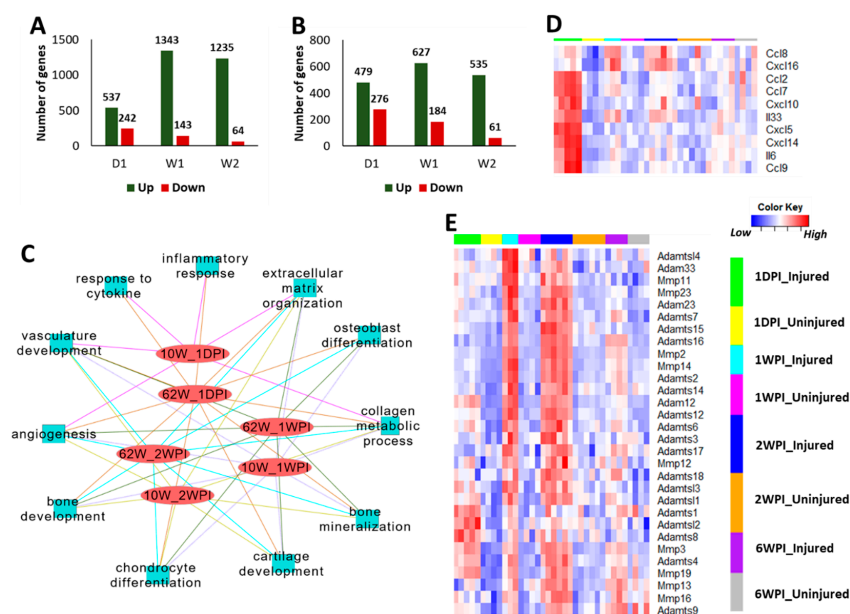 A
Number of genes
1500
1000
500
0
537
242
1343
143
1235
64
D1
W1
W2
Up
Down
B
Number of genes
800
600
400
200
0
479
276
627
184
535
61
D1
W1
W2
Up
Down
D
Ccl8
Cxcl16
Ccl2
Ccl7
Cxcl10
Il33
Cxcl5
Cxcl14
Il6
Ccl9
C
inflammatory
response
response to
cytokine
extracellular
matrix
organization
vasculature
development
osteoblast
differentiation
angiogenesis
collagen
metabolic
process
bone
development
bone
mineralization
chondrocyte
differentiation
cartilage
development
10W_1DPI
62W_1DPI
62W_1WPI
62W_2WPI
10W_1WPI
10W_2WPI
E
Adamtsl4
Adam33
Mmp11
Mmp23
Adam23
Adamts7
Adamts15
Adamts16
Mmp2
Mmp14
Adamts2
Adamts14
Adam12
Adamts12
Adamts6
Adamts3
Adamts17
Mmp12
Adamts18
Adamtsl3
Adamtsl1
Adamts1
Adamtsl2
Adamts8
Mmp3
Adamts4
Mmp19
Mmp13
Mmp16
Adamts9
Color Key
Low
High
1DPI_Injured
1DPI_Uninjured
1WPI_Injured
1WPI_Uninjured
2WPI_Injured
2WPI_Uninjured
6WPI_Injured
6WPI_Uninjured